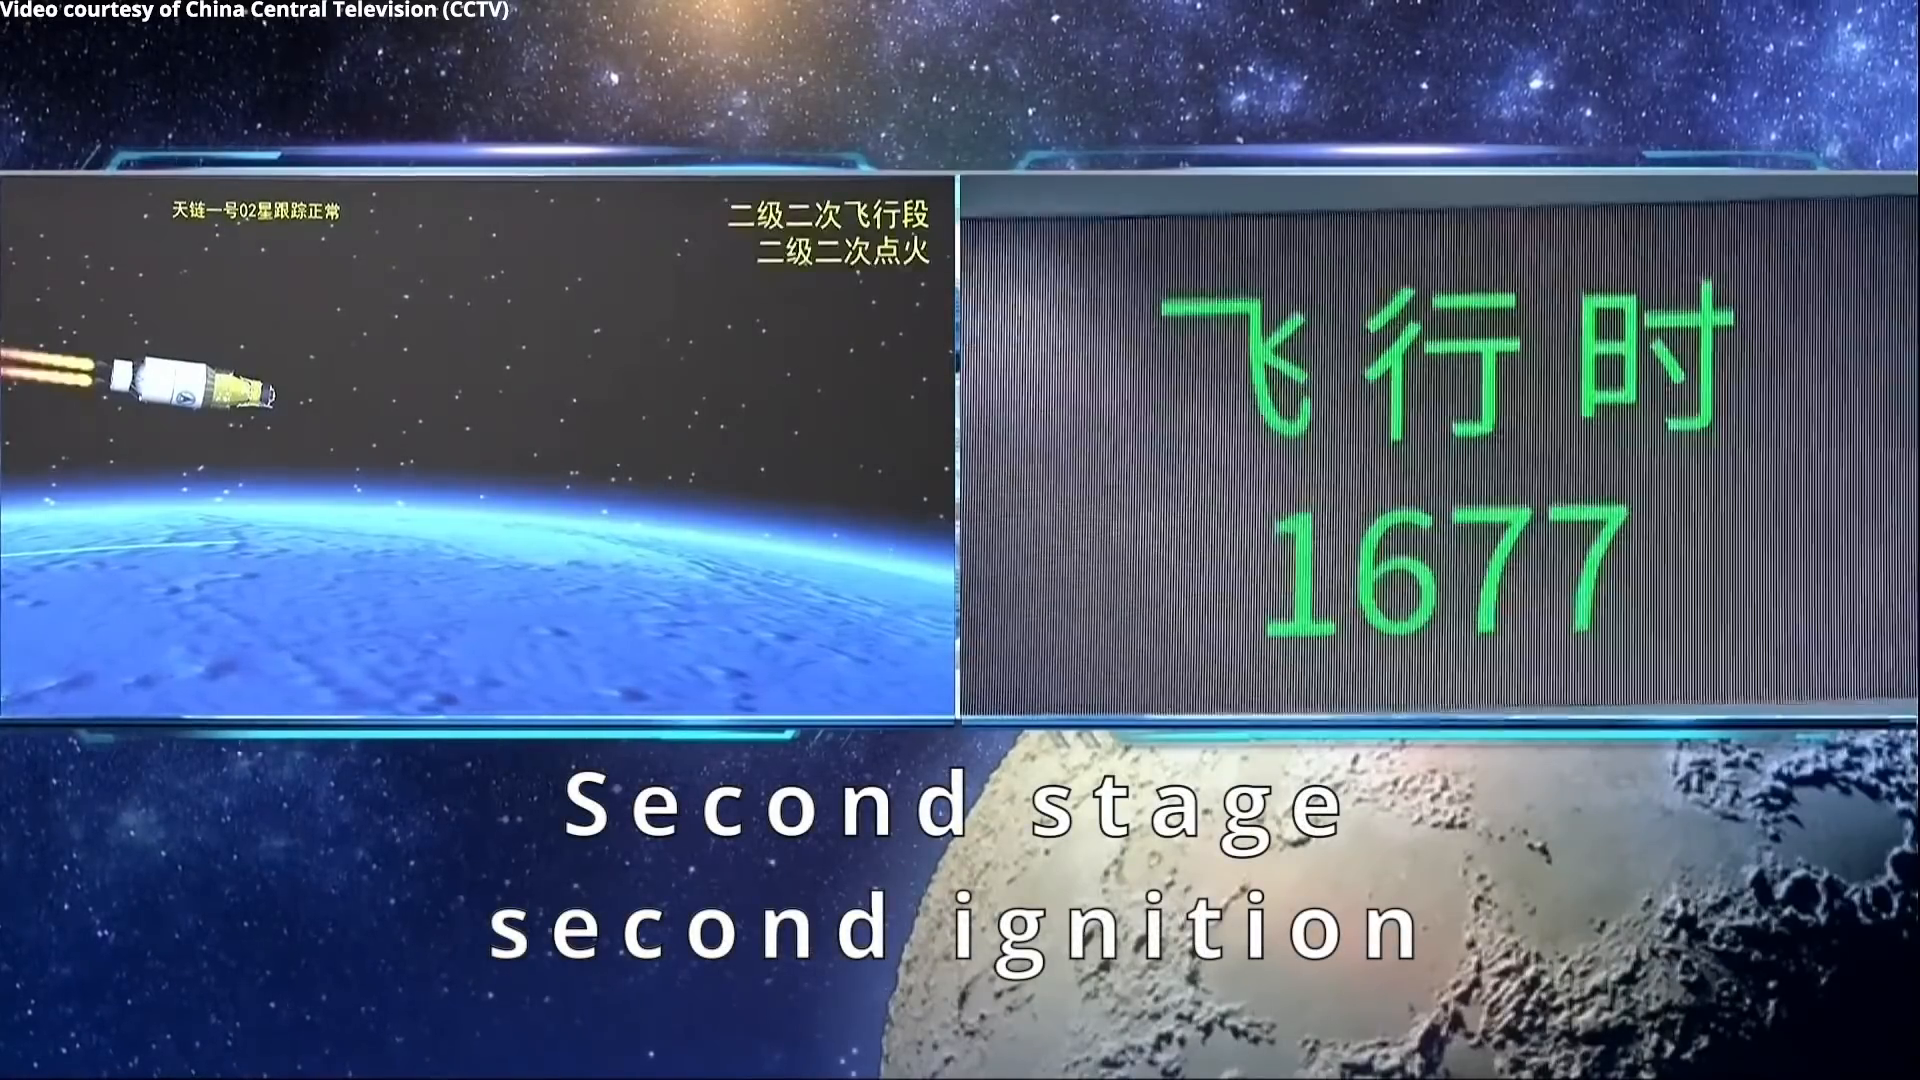 Video courtesy of China Central Television (CCTV)
天链一号02星跟踪正常
二级二次飞行段
二级二次点火
飞行时
1677
Second stage
second ignition